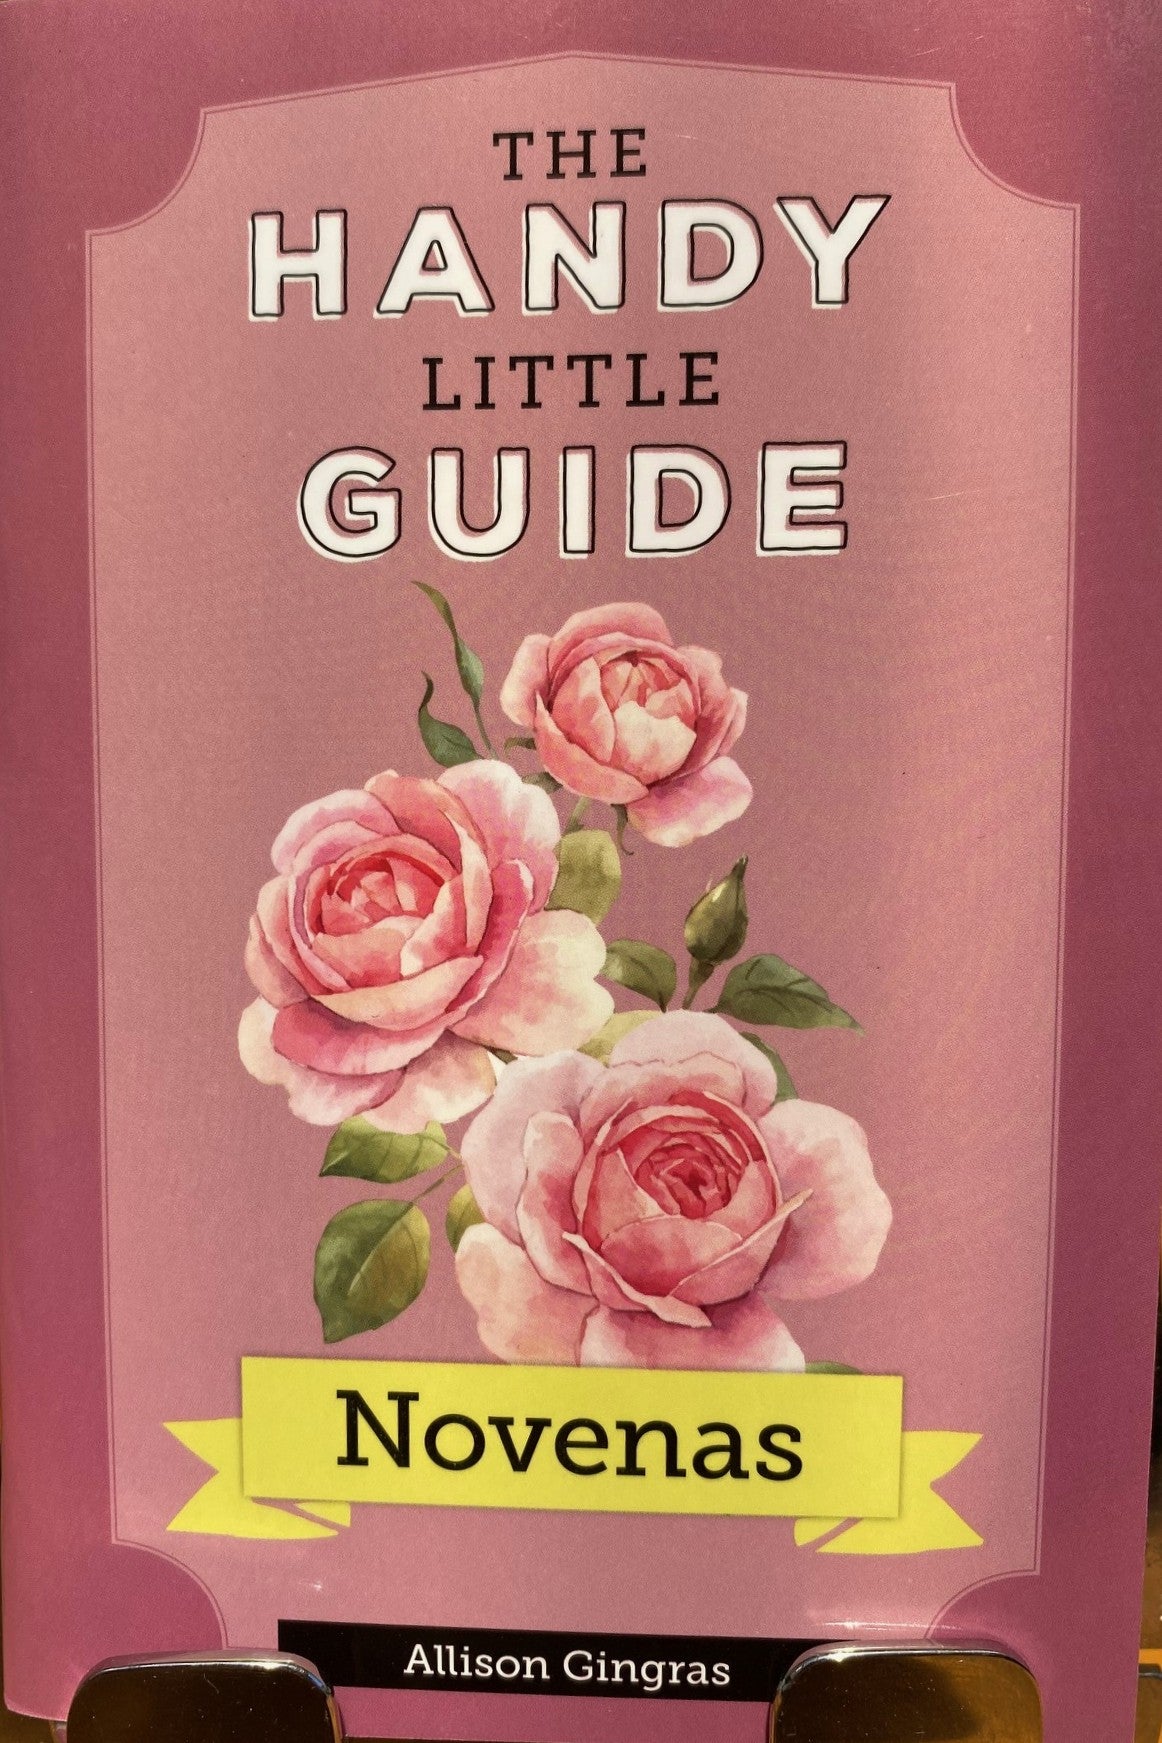 THE
HANDY
LITTLE
GUIDE
Novenas
Allison Gingras